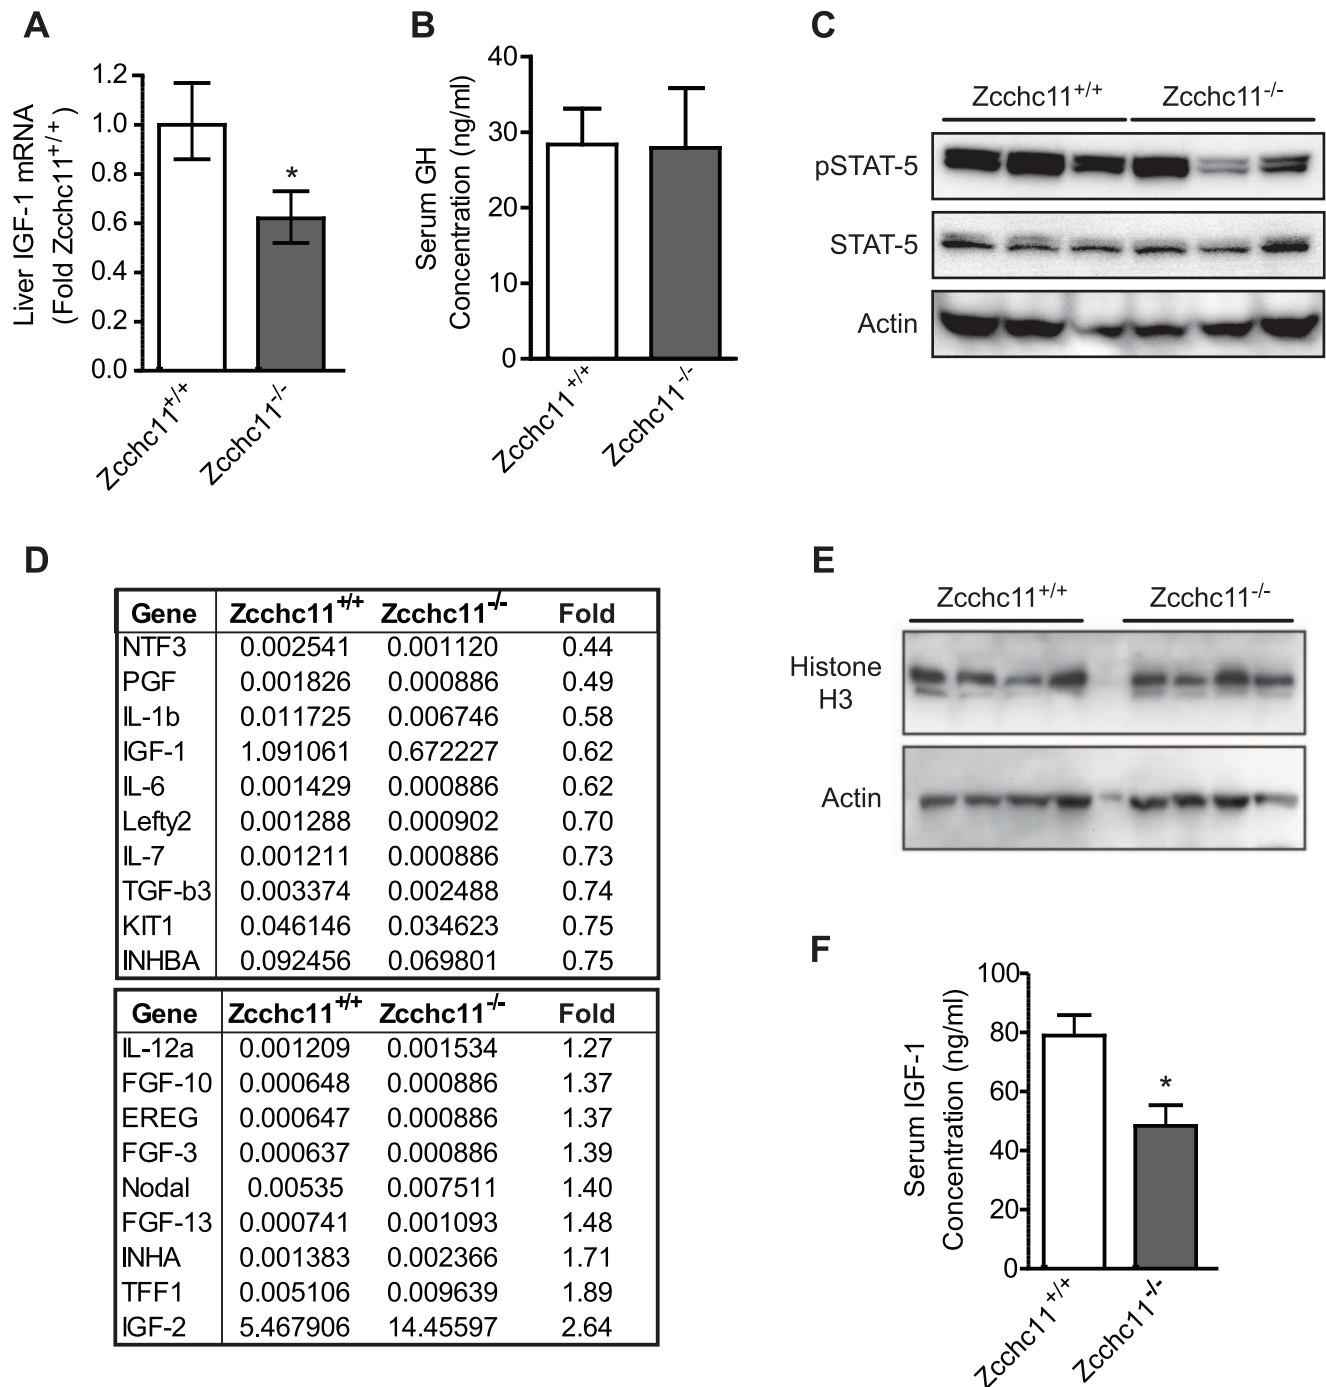 A
Liver IGF-1 mRNA
(Fold Zcchc11+/+)
1.2
1.0
0.8
0.6
0.4
0.2
0.0
*
Zcchc11+/+
Zcchc11-/-
B
Serum GH
Concentration (ng/ml)
40
30
20
10
0
Zcchc11+/+
Zcchc11-/-
C
Zcchc11+/+ Zcchc11-/-
pSTAT-5
STAT-5
Actin
D
Gene Zcchc11+/+ Zcchc11-/- Fold
NTF3 0.002541 0.001120 0.44
PGF 0.001826 0.000886 0.49
IL-1b 0.011725 0.006746 0.58
IGF-1 1.091061 0.672227 0.62
IL-6 0.001429 0.000886 0.62
Lefty2 0.001288 0.000902 0.70
IL-7 0.001211 0.000886 0.73
TGF-b3 0.003374 0.002488 0.74
KIT1 0.046146 0.034623 0.75
INHBA 0.092456 0.069801 0.75
Gene Zcchc11+/+ Zcchc11-/- Fold
IL-12a 0.001209 0.001534 1.27
FGF-10 0.000648 0.000886 1.37
EREG 0.000647 0.000886 1.37
FGF-3 0.000637 0.000886 1.39
Nodal 0.00535 0.007511 1.40
FGF-13 0.000741 0.001093 1.48
INHA 0.001383 0.002366 1.71
TFF1 0.005106 0.009639 1.89
IGF-2 5.467906 14.45597 2.64
E
Zcchc11+/+ Zcchc11-/-
Histone
H3
Actin
F
Serum IGF-1
Concentration (ng/ml)
100
80
60
40
20
0
*
Zcchc11+/+
Zcchc11-/-